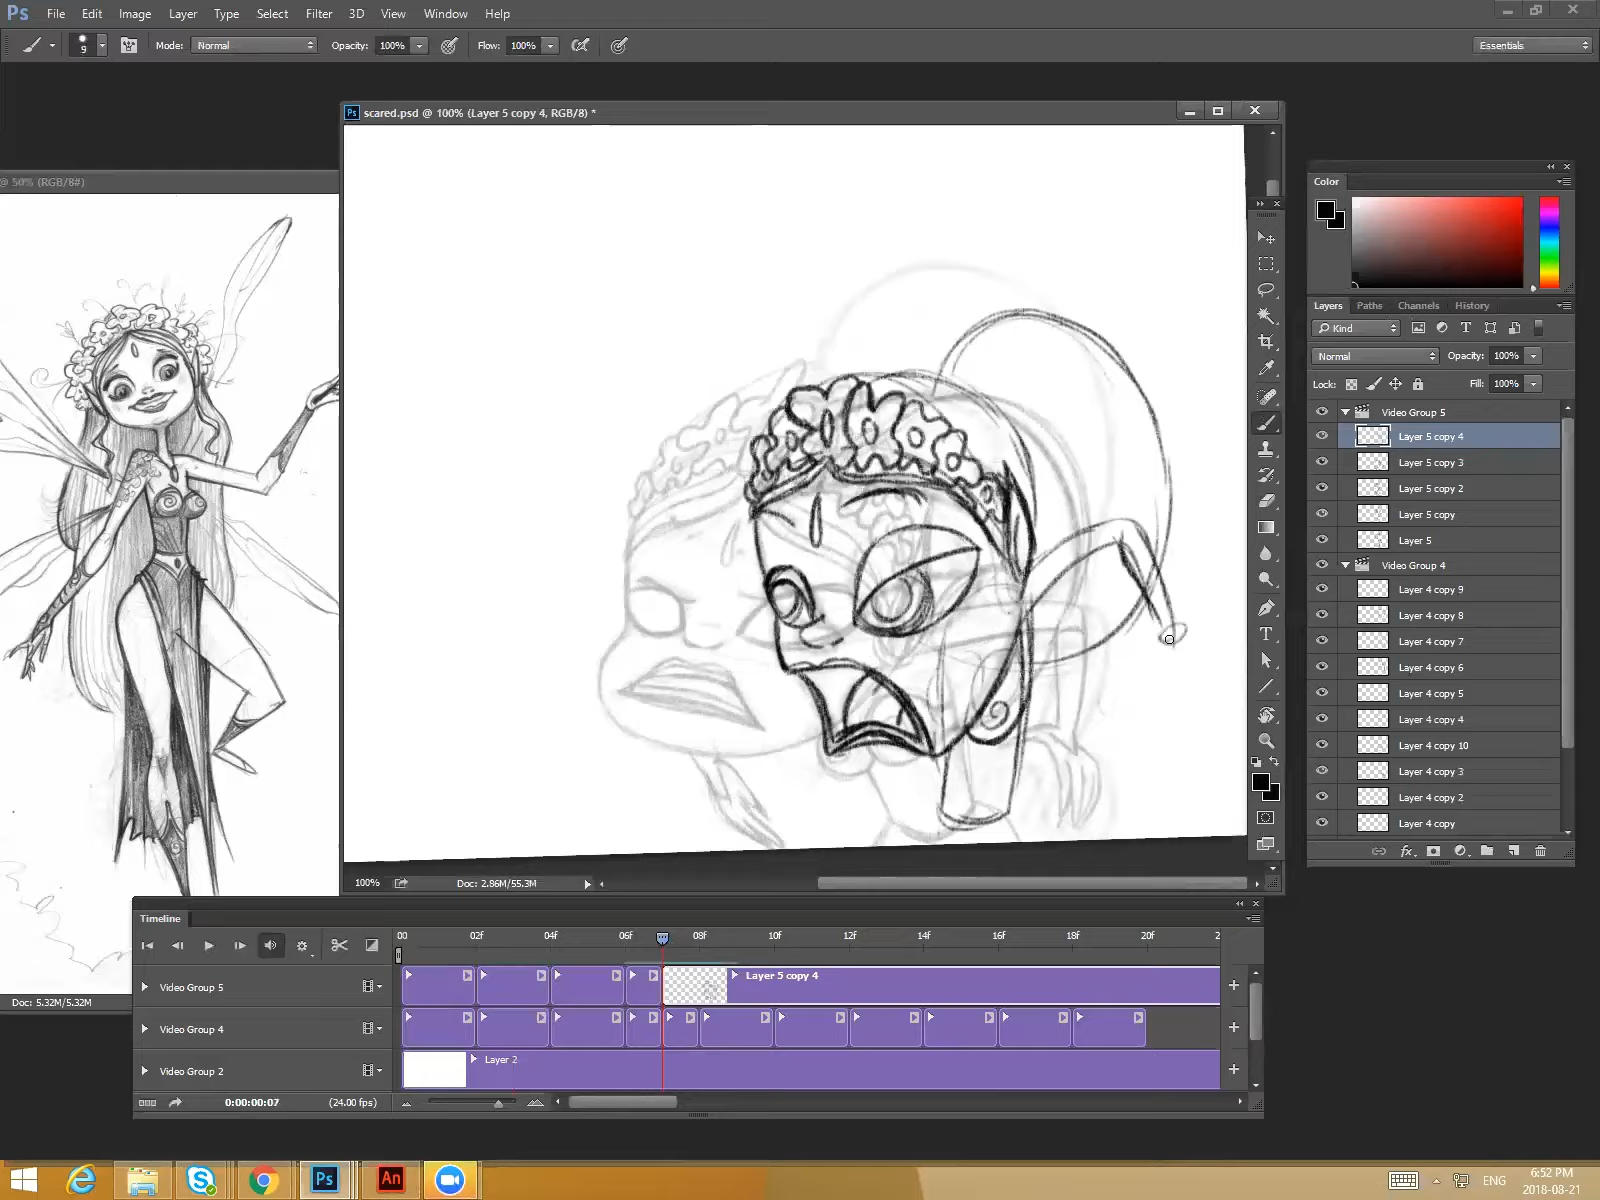 Ps File Edit Image Layer Type Select Filter 3D View Window Help
9 Mode: Normal Opacity: 100% Flow: 100% Essentials
Ps scared.psd @ 100% (Layer 5 copy 4, RGB/8) *
@ 50% (RGB/8#)
Color
Layers Paths Channels History
Kind
Normal Opacity: 100%
Lock: Fill: 100%
Video Group 5
Layer 5 copy 4
Layer 5 copy 3
Layer 5 copy 2
Layer 5 copy
Layer 5
Video Group 4
Layer 4 copy 9
Layer 4 copy 8
Layer 4 copy 7
Layer 4 copy 6
Layer 4 copy 5
Layer 4 copy 4
Layer 4 copy 10
Layer 4 copy 3
Layer 4 copy 2
Layer 4 copy
fx
100% Doc: 2.86M/55.3M
Doc: 5.32M/5.32M
Timeline
00 02f 04f 06f 08f 10f 12f 14f 16f 18f 20f 2
Video Group 5 Layer 5 copy 4
Video Group 4
Video Group 2 Layer 2
0:00:00:07 (24.00 fps)
Ps An ENG
6:52 PM
2018-08-21